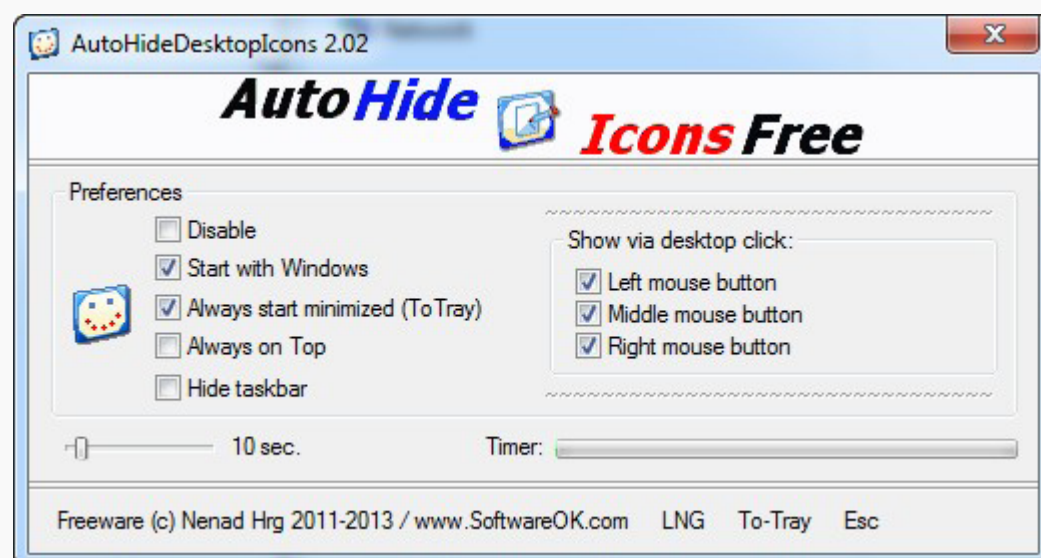 AutoHideDesktopIcons 2.02
AutoHide
Icons Free
Preferences
Disable
Start with Windows
Always start minimized (ToTray)
Always on Top
Hide taskbar
Show via desktop click:
Left mouse button
Middle mouse button
Right mouse button
10 sec.
Timer:
Freeware (c) Nenad Hrg 2011-2013 / www.SoftwareOK.com LNG To-Tray Esc